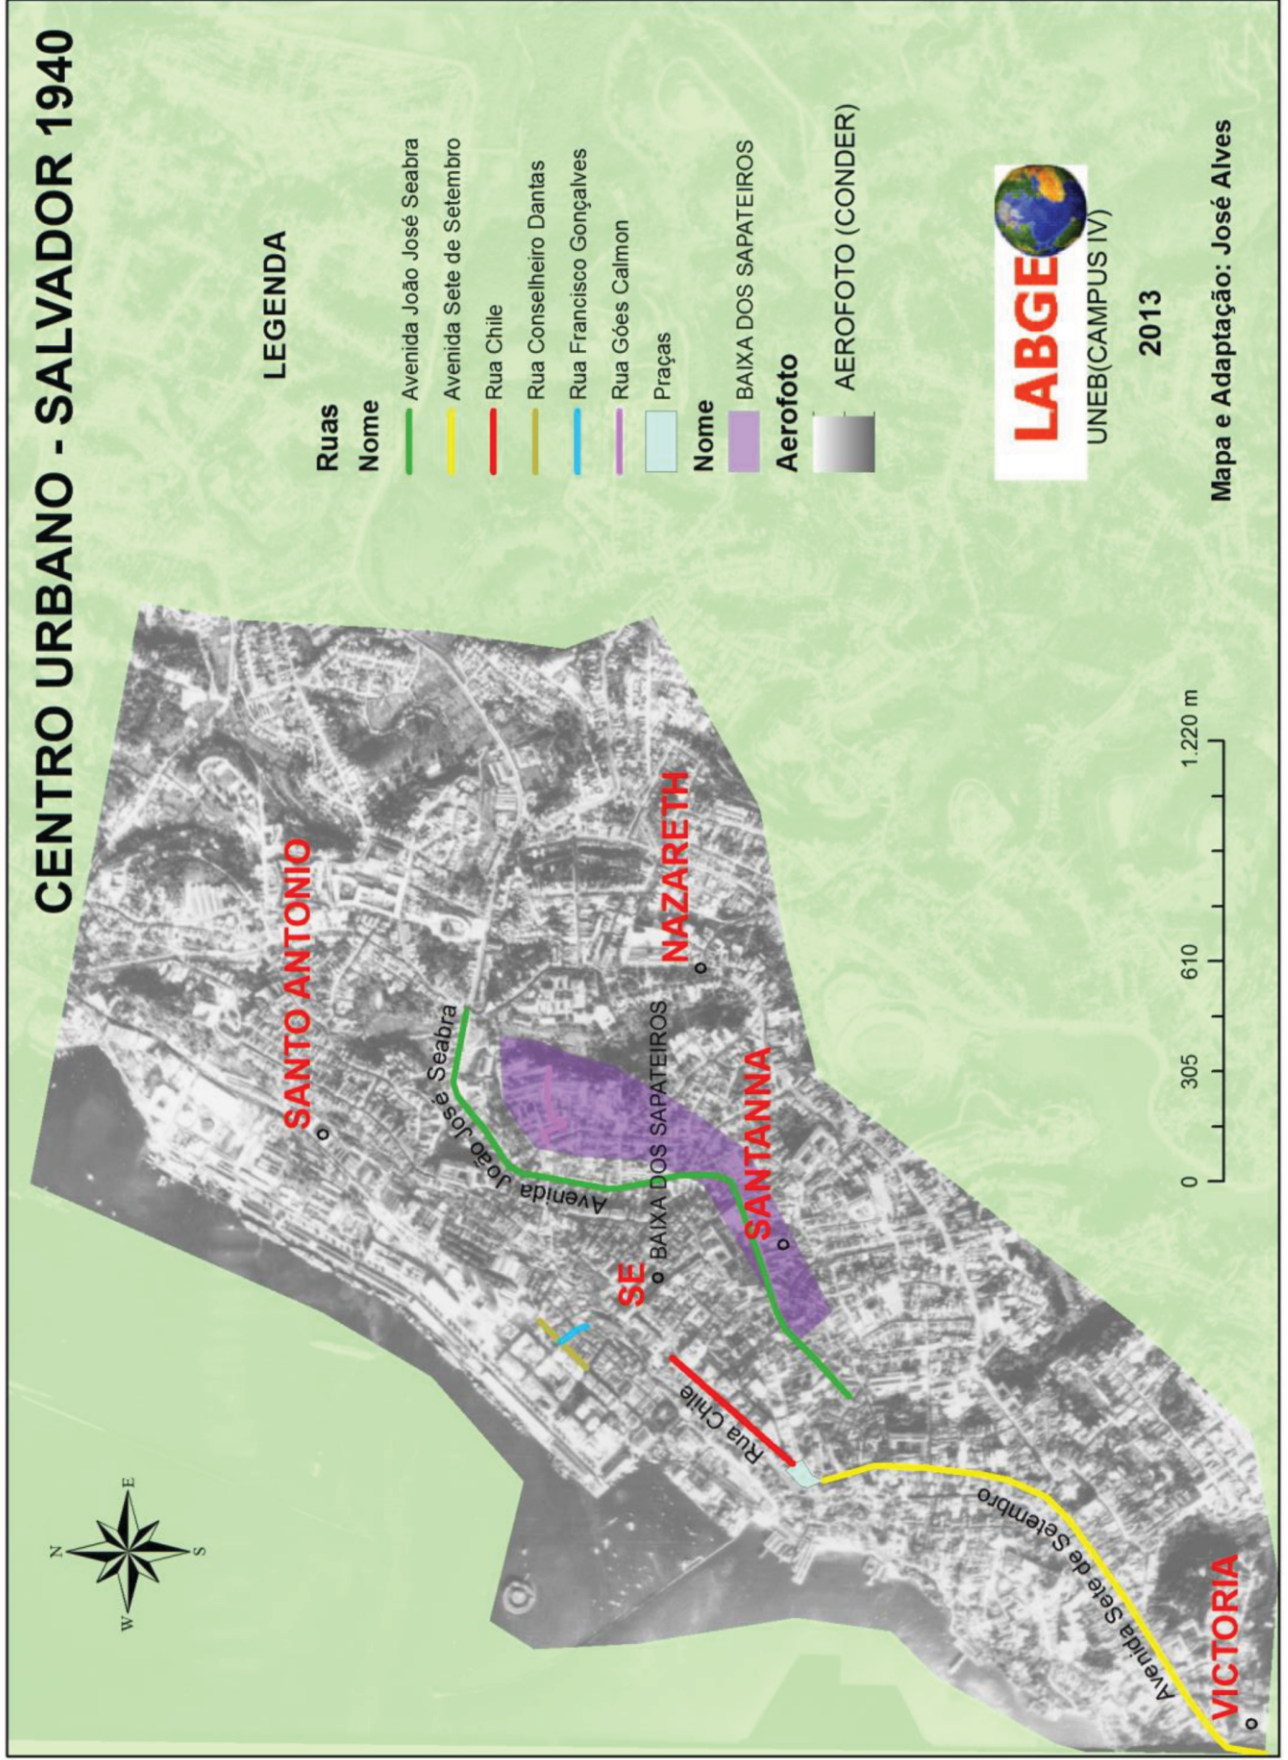 CENTRO URBANO - SALVADOR 1940
LEGENDA
Ruas
Nome
Avenida João José Seabra
Avenida Sete de Setembro
Rua Chile
Rua Conselheiro Dantas
Rua Francisco Gonçalves
Rua Góes Calmon
Praças
Nome
BAIXA DOS SAPATEIROS
Aerofoto
AEROFOTO (CONDER)
N
W
E
S
SANTO ANTONIO
NAZARETH
SANTANNA
SE
VICTORIA
BAIXA DOS SAPATEIROS
Avenida João José Seabra
Rua Chile
Avenida Sete de Setembro
0 305 610 1.220 m
LABGE
UNEB(CAMPUS IV)
2013
Mapa e Adaptação: José Alves